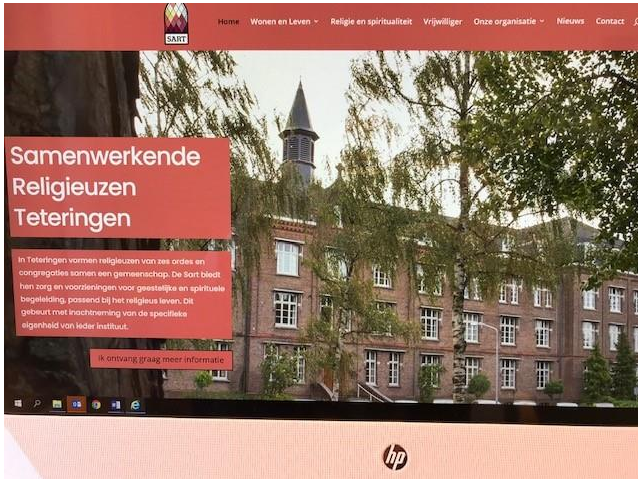 SART
Home Wonen en Leven Religie en spiritualiteit Vrijwilliger Onze organisatie Nieuws Contact
Samenwerkende
Religieuzen
Teteringen
In Teteringen vormen religieuzen van zes ordes en
congregaties samen een gemeenschap. De Sart biedt
hen zorg en voorzieningen voor geestelijke en spirituele
begeleiding, passend bij het religieus leven. Dit
gebeurt met inachtneming van de specifieke
eigenheid van ieder instituut.
Ik ontvang graag meer informatie
hp